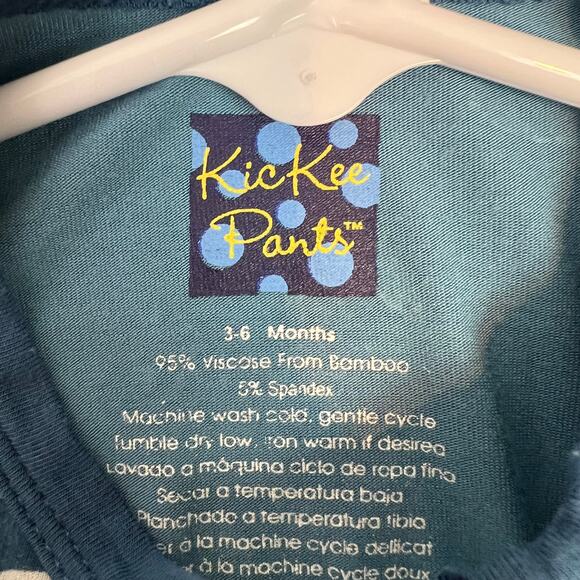 KicKee
Pants™
3-6 Months
95% Viscose From Bamboo
5% Spandex
Machine wash cold, gentle cycle
Tumble dry low, iron warm if desired
Lavado a máquina ciclo de ropa fina
Secar a temperatura baja
Planchado a temperatura tibia
à la machine cycle délicat
à la machine cycle doux